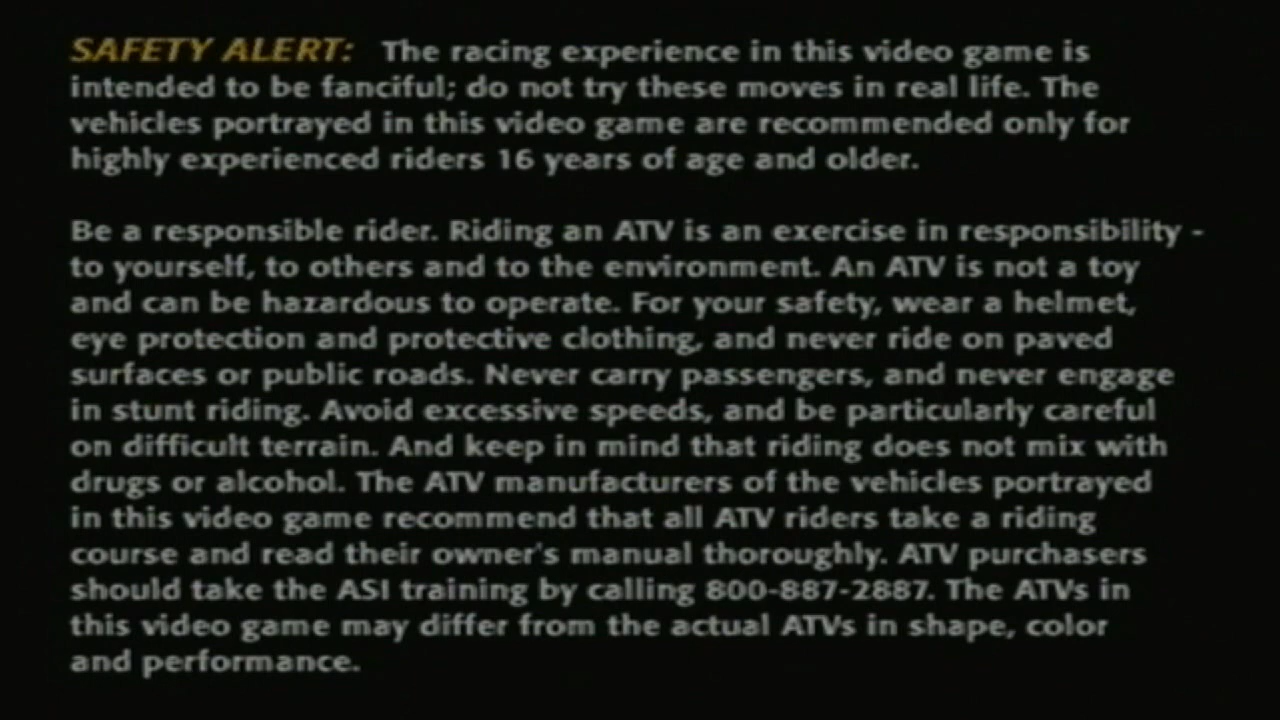 SAFETY ALERT: The racing experience in this video game is
intended to be fanciful; do not try these moves in real life. The
vehicles portrayed in this video game are recommended only for
highly experienced riders 16 years of age and older.
Be a responsible rider. Riding an ATV is an exercise in responsibility -
to yourself, to others and to the environment. An ATV is not a toy
and can be hazardous to operate. For your safety, wear a helmet,
eye protection and protective clothing, and never ride on paved
surfaces or public roads. Never carry passengers, and never engage
in stunt riding. Avoid excessive speeds, and be particularly careful
on difficult terrain. And keep in mind that riding does not mix with
drugs or alcohol. The ATV manufacturers of the vehicles portrayed
in this video game recommend that all ATV riders take a riding
course and read their owner's manual thoroughly. ATV purchasers
should take the ASI training by calling 800-887-2887. The ATVs in
this video game may differ from the actual ATVs in shape, color
and performance.